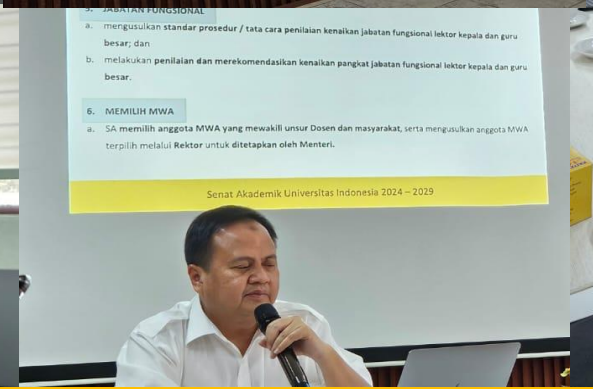 5. JABATAN FUNGSIONAL
a. mengusulkan standar prosedur / tata cara penilaian kenaikan jabatan fungsional lektor kepala dan guru
besar; dan
b. melakukan penilaian dan merekomendasikan kenaikan pangkat jabatan fungsional lektor kepala dan guru
besar.
6. MEMILIH MWA
a. SA memilih anggota MWA yang mewakili unsur Dosen dan masyarakat, serta mengusulkan anggota MWA
terpilih melalui Rektor untuk ditetapkan oleh Menteri.
Senat Akademik Universitas Indonesia 2024 – 2029